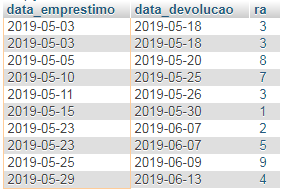 data_emprestimo data_devolucao ra
2019-05-03 2019-05-18 3
2019-05-03 2019-05-18 3
2019-05-05 2019-05-20 8
2019-05-10 2019-05-25 7
2019-05-11 2019-05-26 3
2019-05-15 2019-05-30 1
2019-05-23 2019-06-07 2
2019-05-23 2019-06-07 5
2019-05-25 2019-06-09 9
2019-05-29 2019-06-13 4